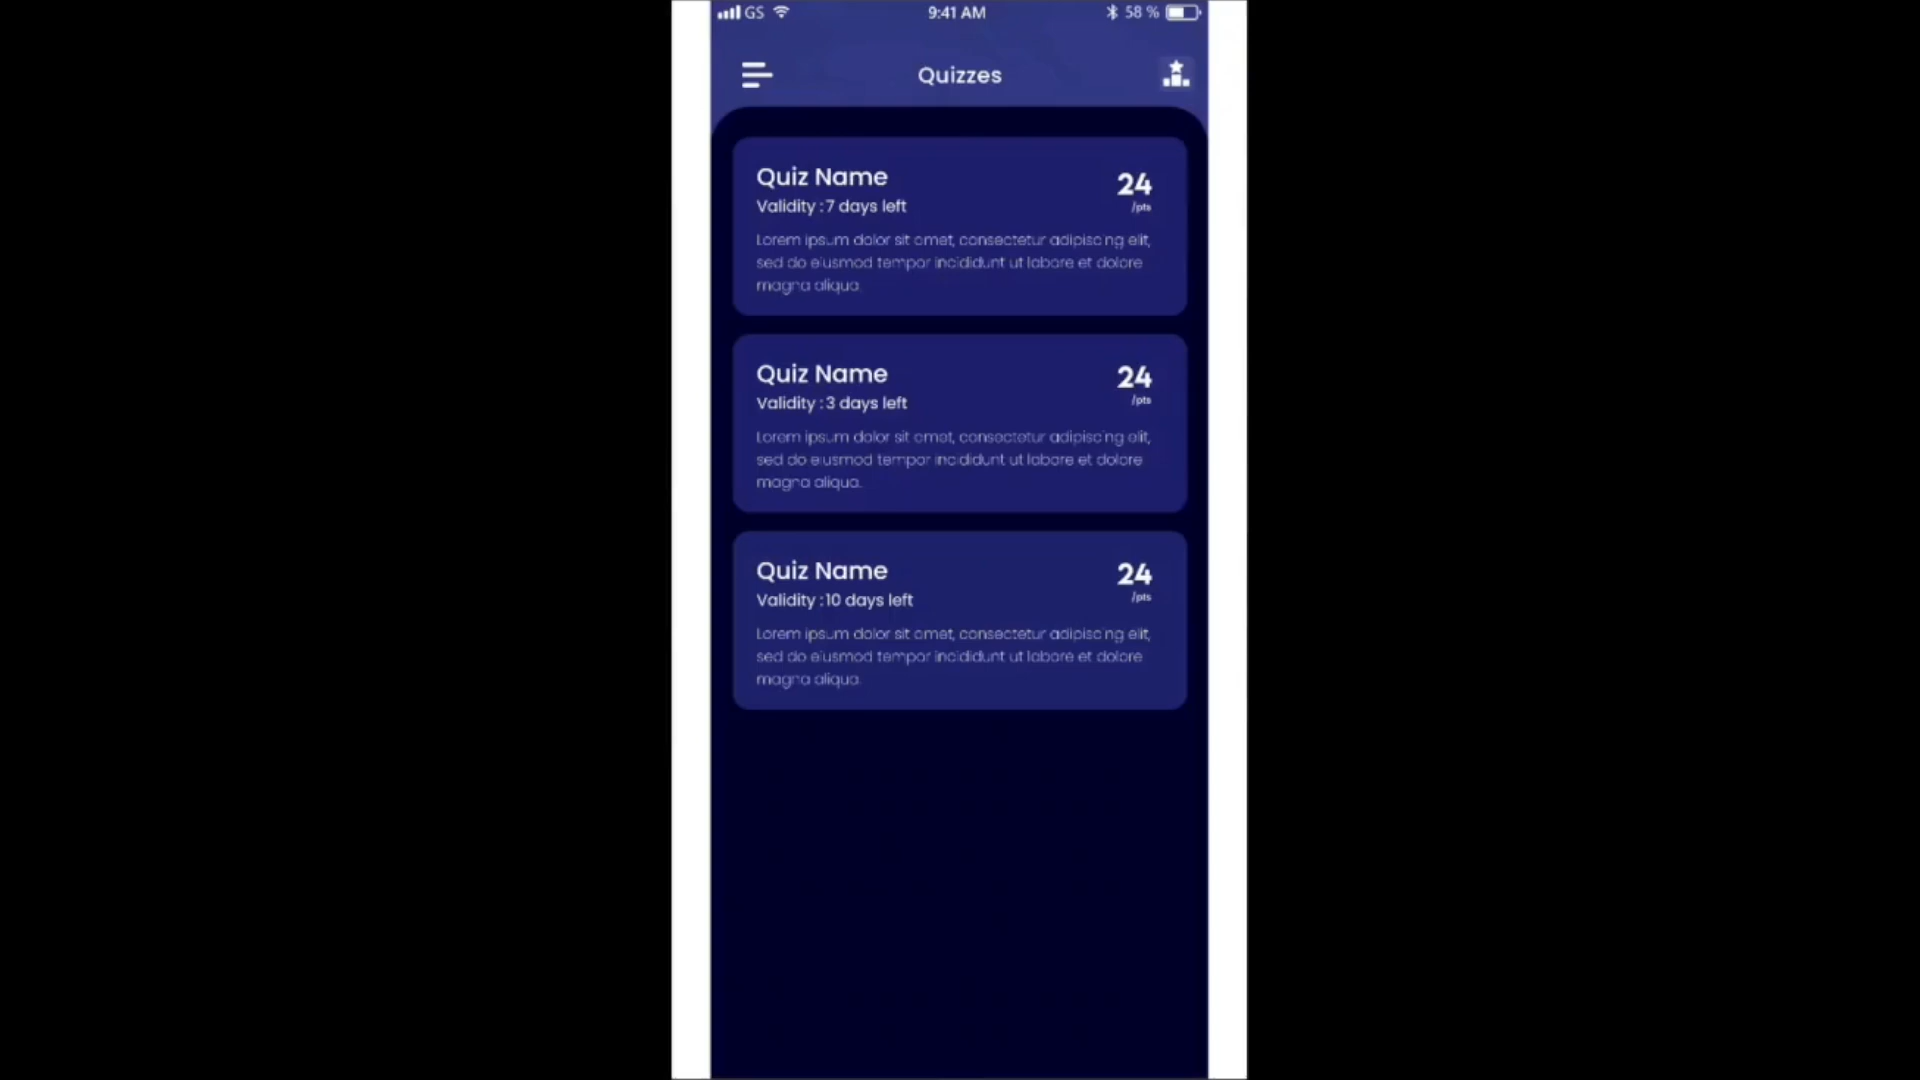 GS 9:41 AM 58 %
Quizzes
Quiz Name
24
Validity : 7 days left
/pts
Lorem ipsum dolor sit amet, consectetur adipiscing elit,
sed do eiusmod tempor incididunt ut labore et dolore
magna aliqua.
Quiz Name
24
Validity : 3 days left
/pts
Lorem ipsum dolor sit amet, consectetur adipiscing elit,
sed do eiusmod tempor incididunt ut labore et dolore
magna aliqua.
Quiz Name
24
Validity : 10 days left
/pts
Lorem ipsum dolor sit amet, consectetur adipiscing elit,
sed do eiusmod tempor incididunt ut labore et dolore
magna aliqua.